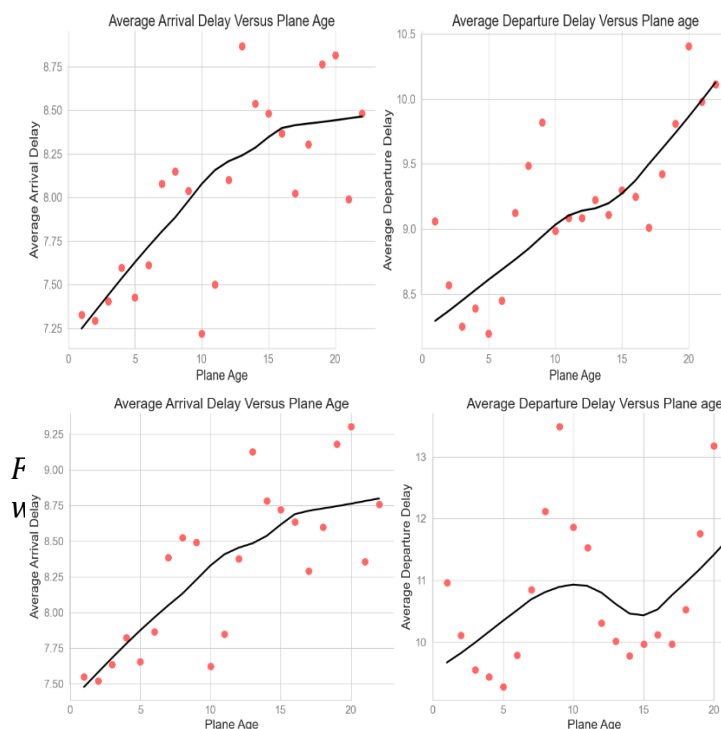 Average Arrival Delay Versus Plane Age
Average Arrival Delay
8.75
8.50
8.25
8.00
7.75
7.50
7.25
0 5 10 15 20
Plane Age
Average Departure Delay Versus Plane age
Average Departure Delay
10.5
10.0
9.5
9.0
8.5
0 5 10 15 20
Plane Age
Average Arrival Delay Versus Plane Age
Average Arrival Delay
9.25
9.00
8.75
8.50
8.25
8.00
7.75
7.50
0 5 10 15 20
Plane Age
F
w
Average Departure Delay Versus Plane age
Average Departure Delay
13
12
11
10
0 5 10 15 20
Plane Age